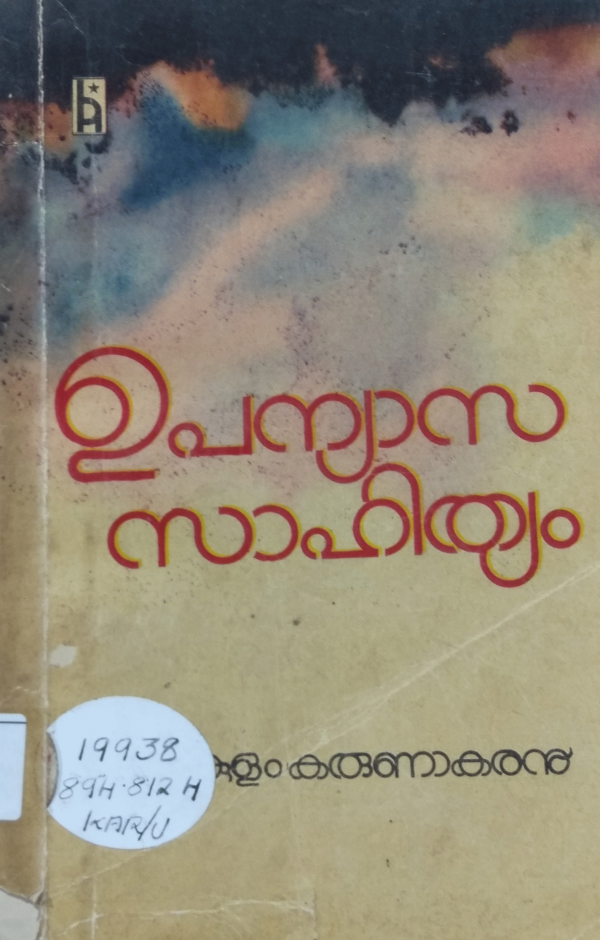 ഉപന്യാസ
സാഹിത്യം
കരുണാകരൻ
19938
894.812 H
KAR/U